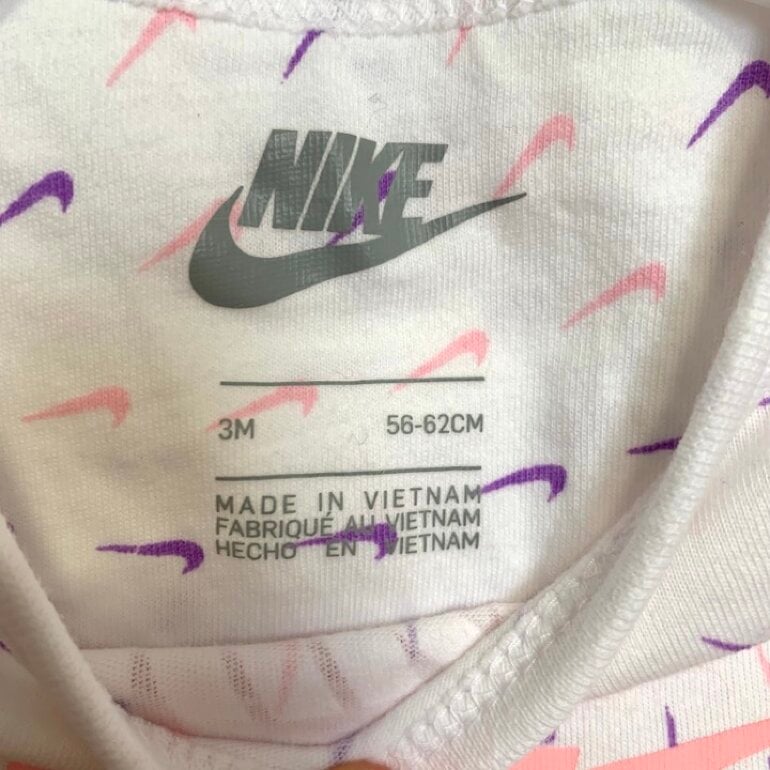 NIKE
3M 56-62CM
MADE IN VIETNAM
FABRIQUÉ AU VIETNAM
HECHO EN VIETNAM